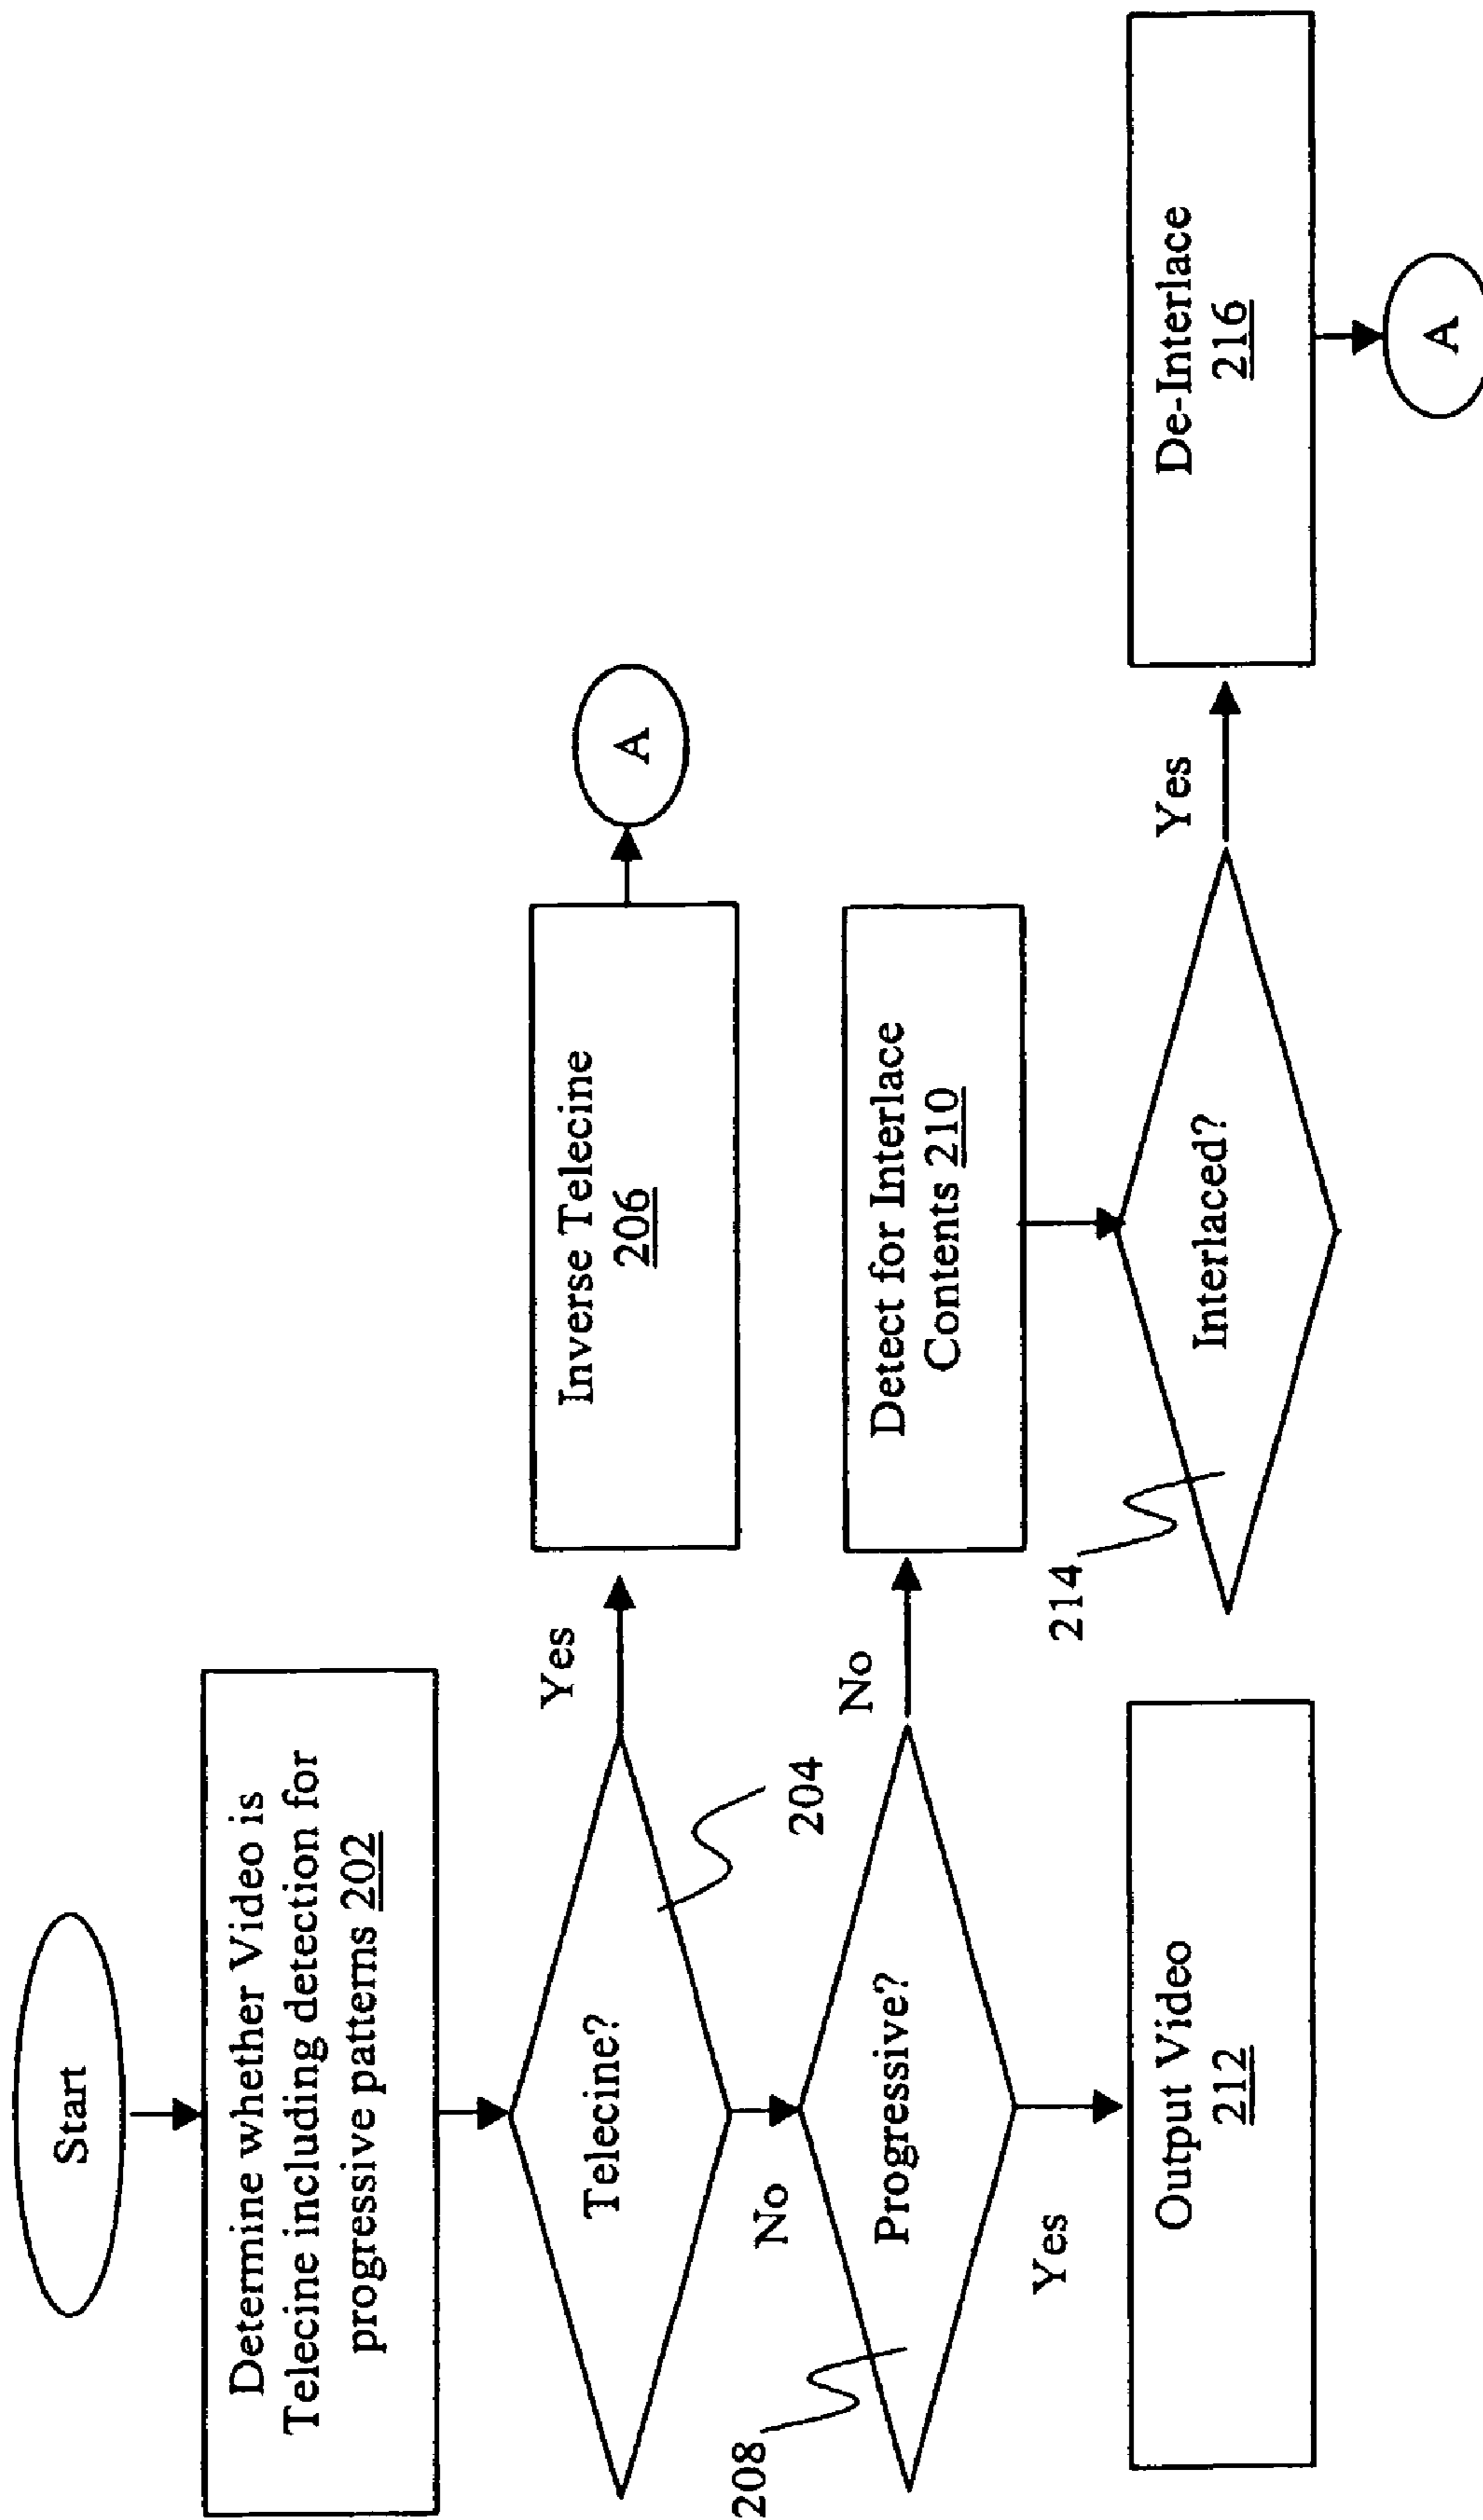 Start
Determine whether Video is
Telecine including detection for
progressive patterns 202
Telecine?
204
Yes
Inverse Telecine
206
A
No
Progressive?
208
No
Detect for Interlace
Contents 210
Yes
Output Video
212
Interlaced?
214
Yes
De-Interlace
216
A